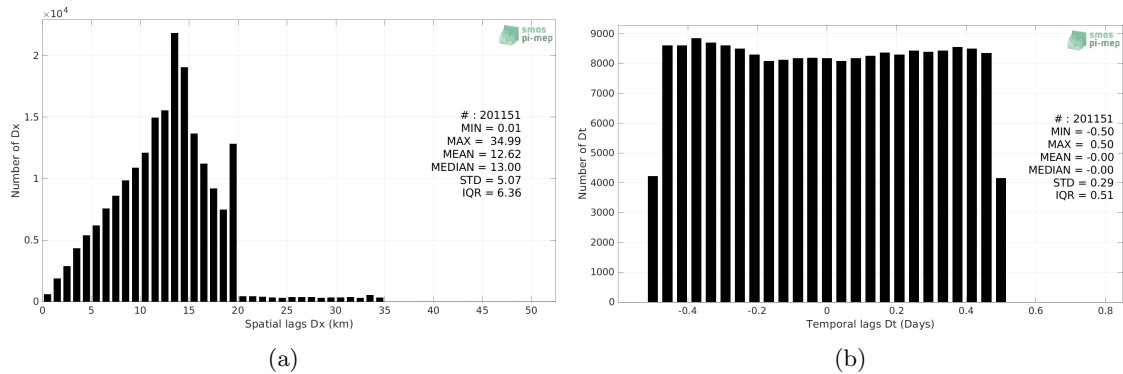 ×10⁴
2
1.5
1
0.5
0
Number of Dx
0 5 10 15 20 25 30 35 40 45 50
Spatial lags Dx (km)
smos
pi-mep
# : 201151
MIN = 0.01
MAX = 34.99
MEAN = 12.62
MEDIAN = 13.00
STD = 5.07
IQR = 6.36
(a)
9000
8000
7000
6000
5000
4000
3000
2000
1000
0
Number of Dt
-0.4 -0.2 0 0.2 0.4 0.6 0.8
Temporal lags Dt (Days)
smos
pi-mep
# : 201151
MIN = -0.50
MAX = 0.50
MEAN = -0.00
MEDIAN = -0.00
STD = 0.29
IQR = 0.51
(b)